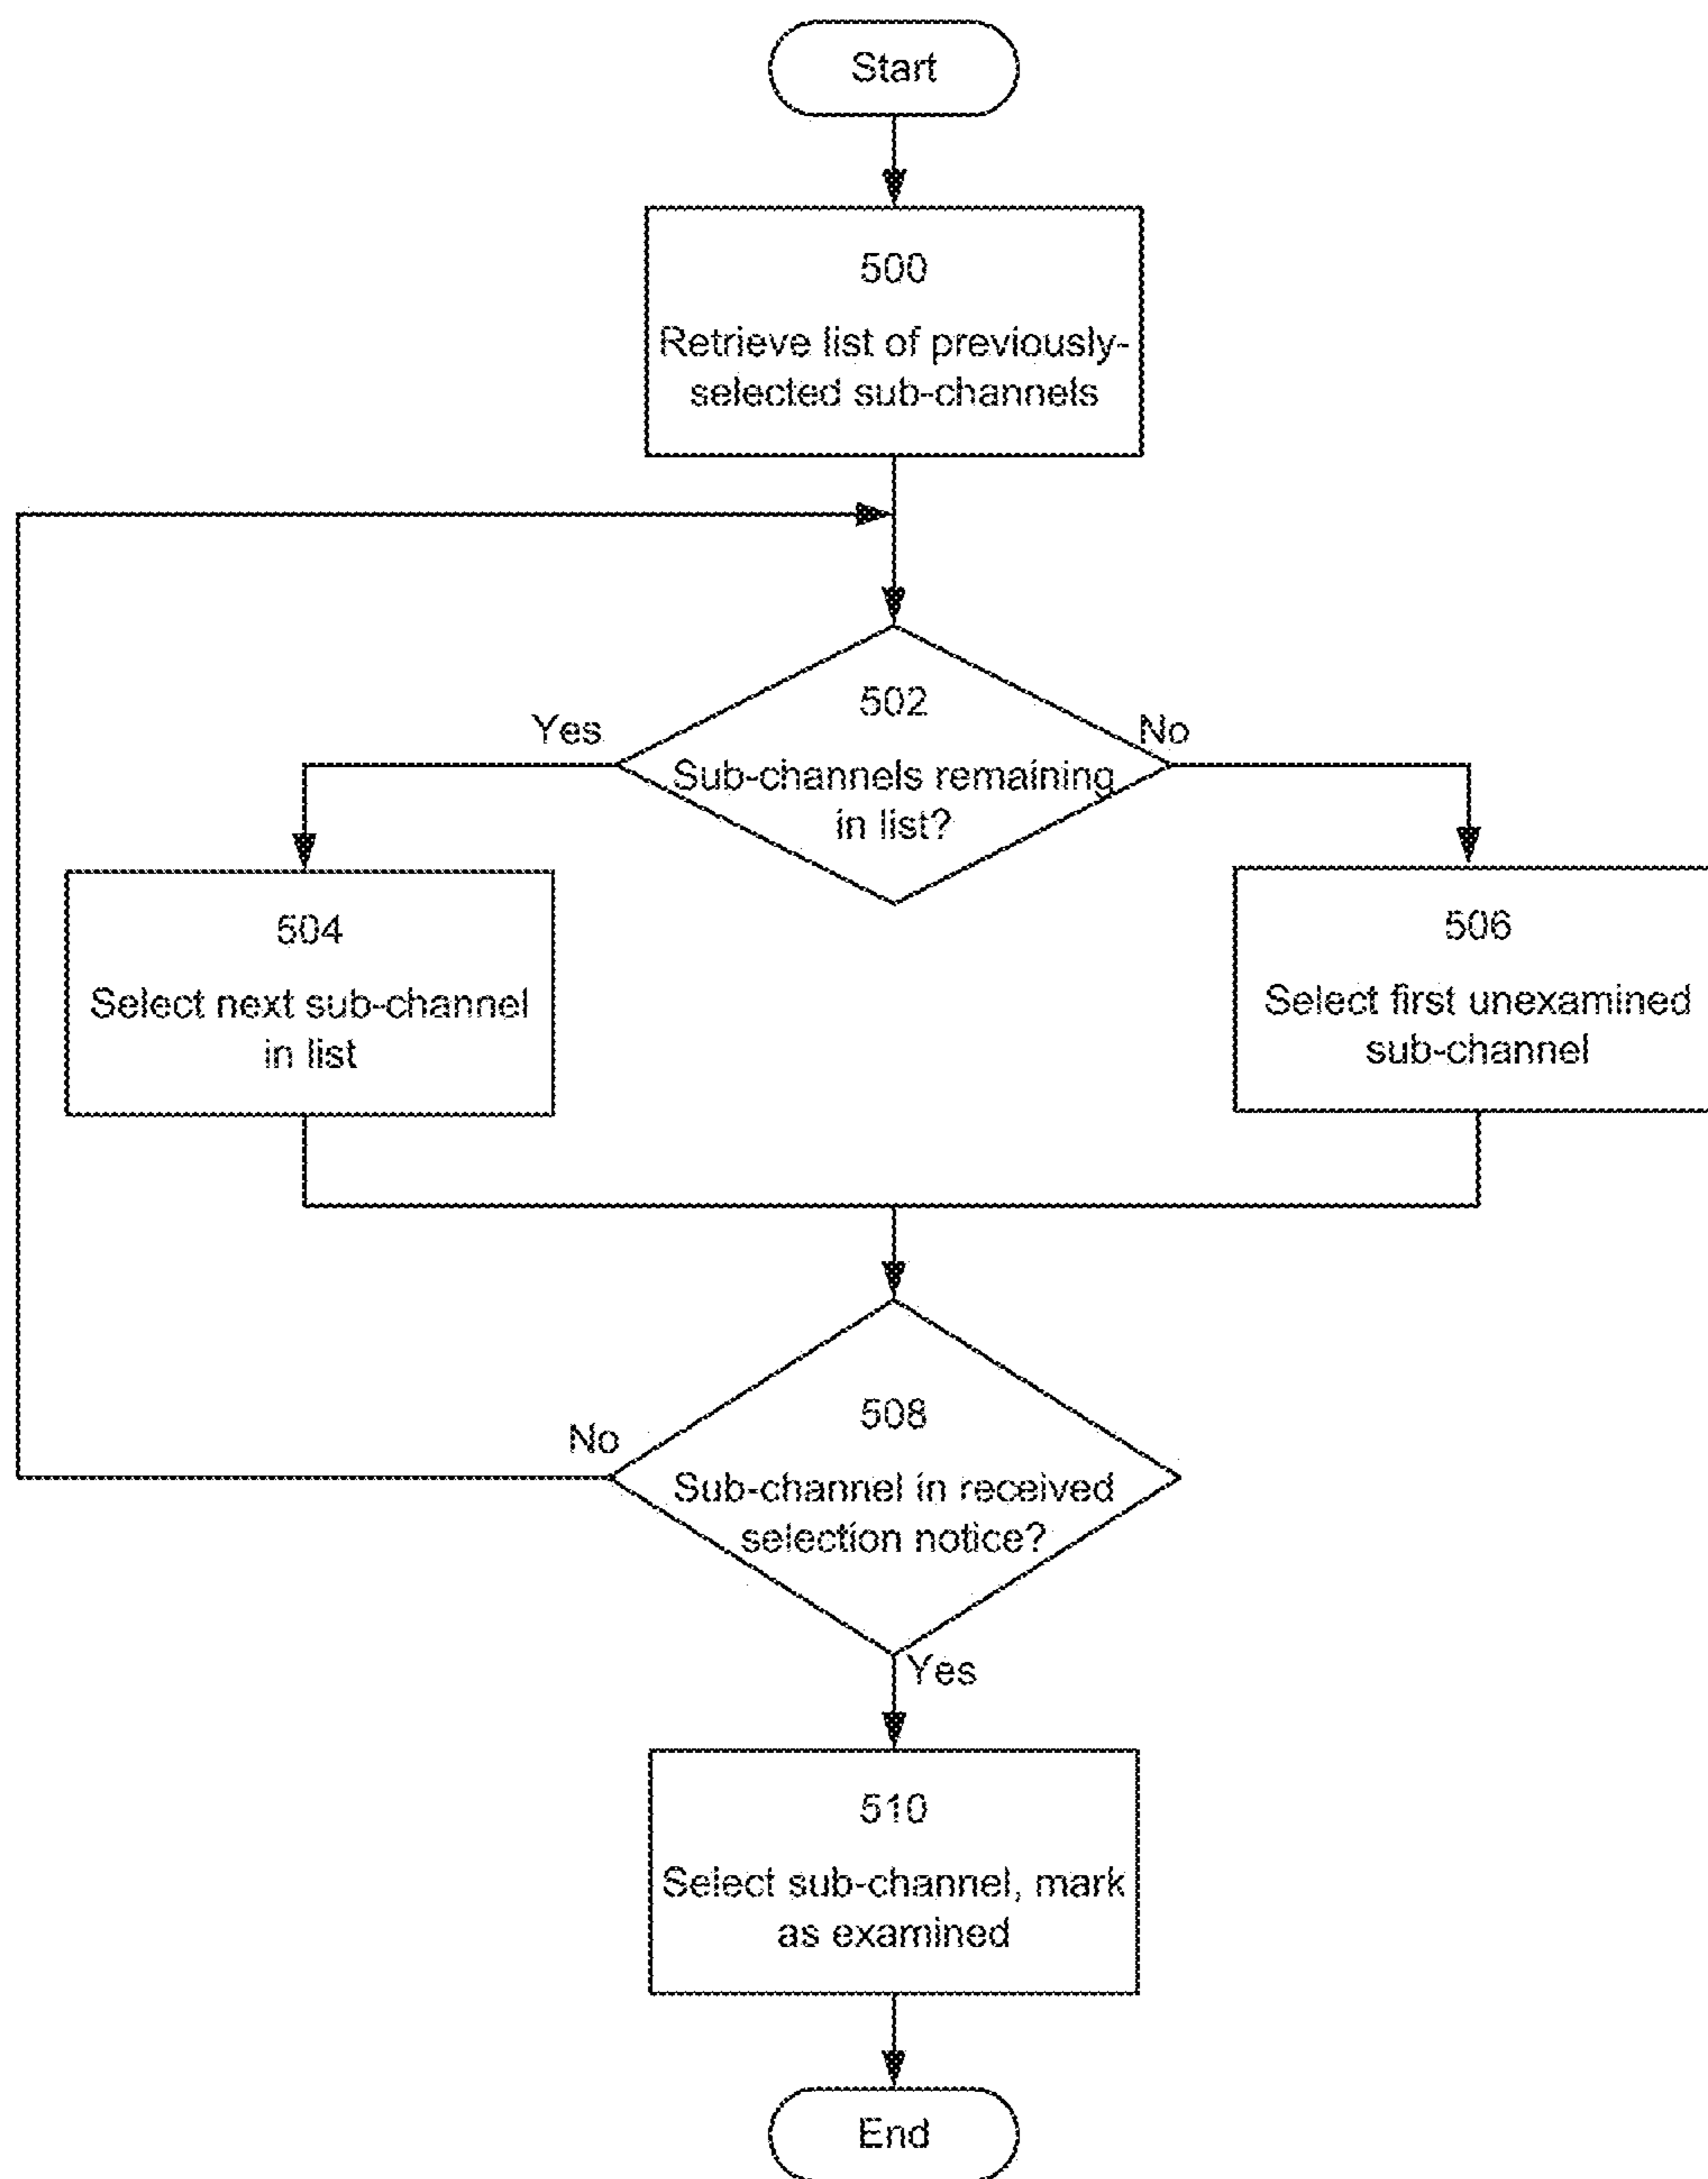 Start
500
Retrieve list of previously-
selected sub-channels
502
Yes
No
Sub-channels remaining
in list?
504
Select next sub-channel
in list
506
Select first unexamined
sub-channel
508
No
Sub-channel in received
selection notice?
Yes
510
Select sub-channel, mark
as examined
End